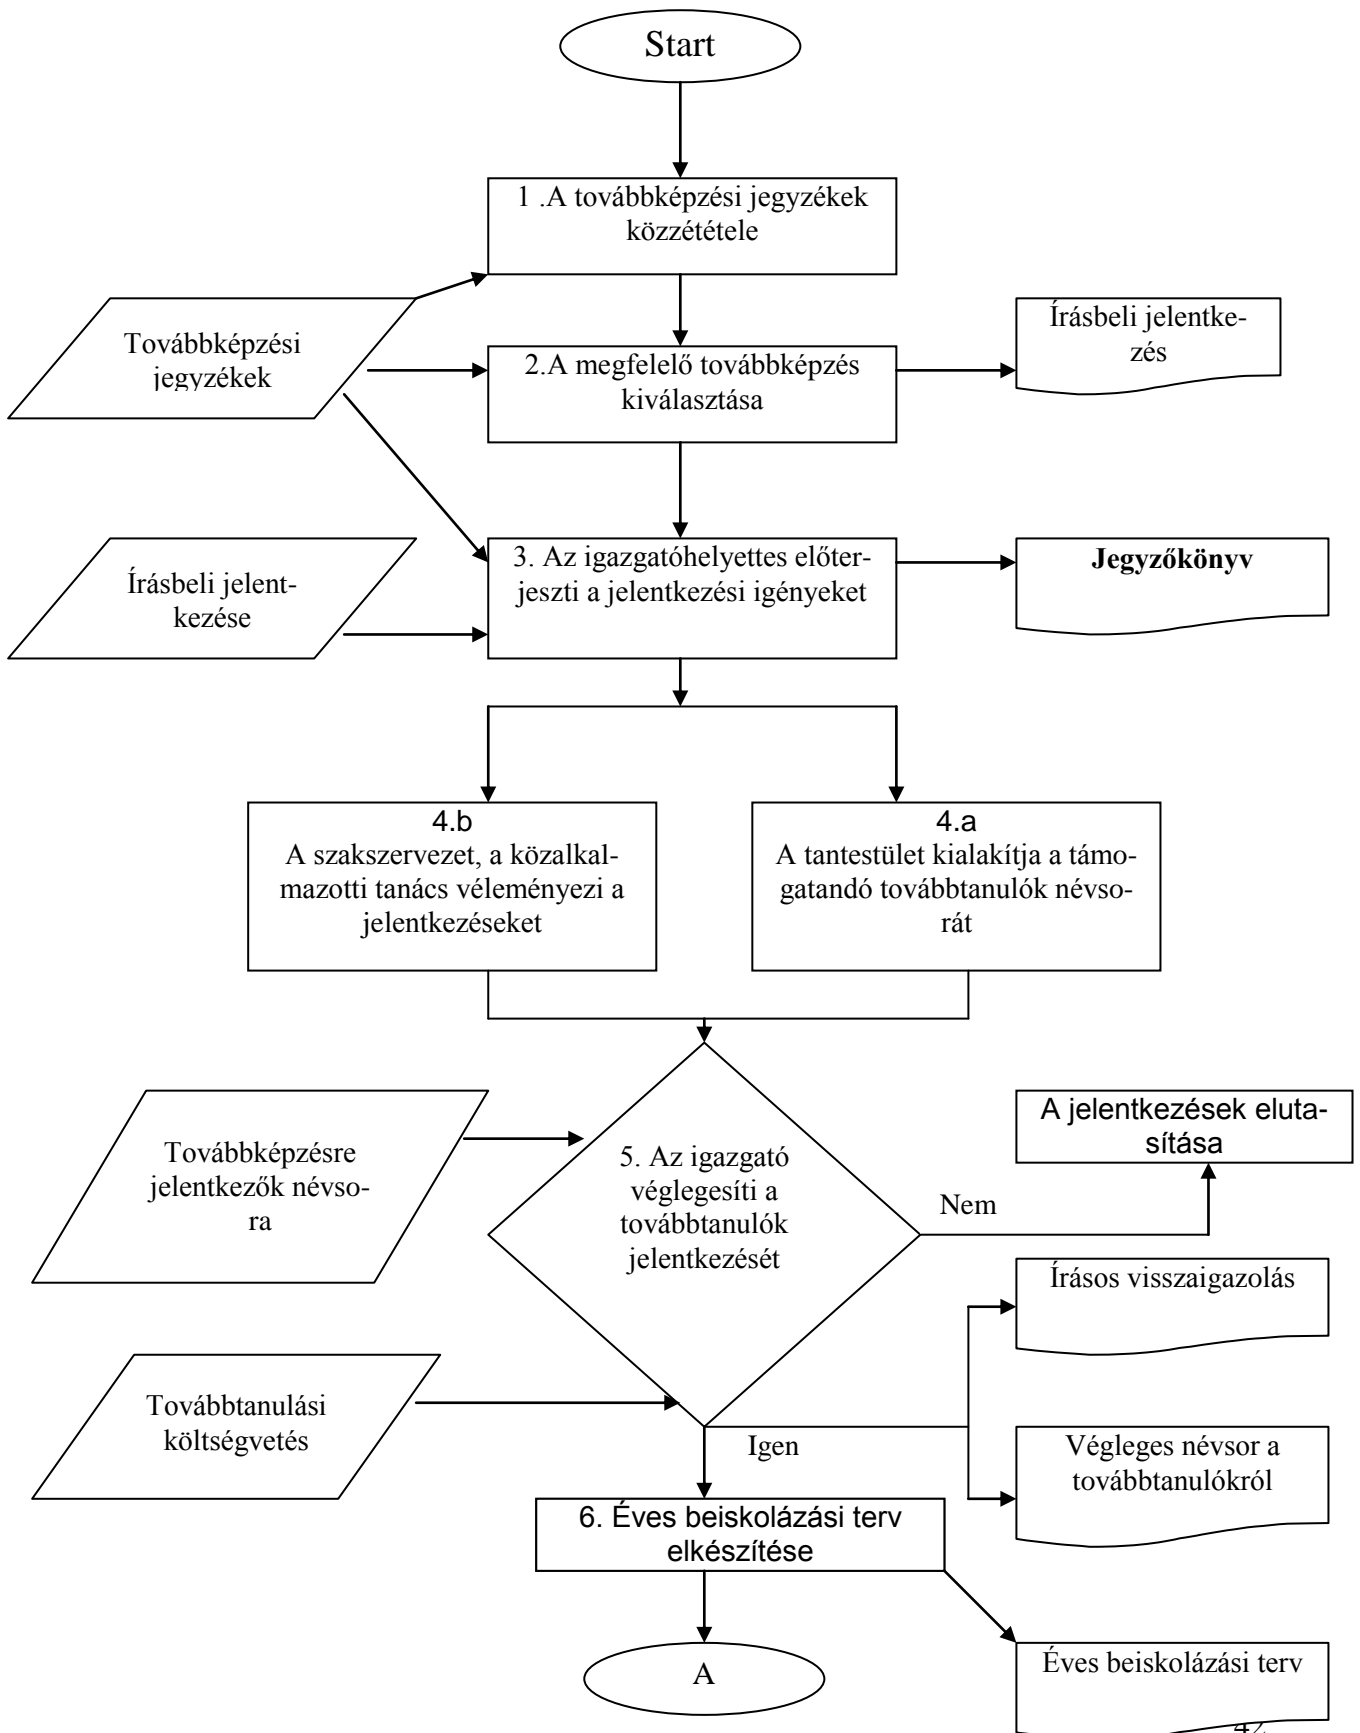 Start
1 .A továbbképzési jegyzékek
közzététele
Továbbképzési
jegyzékek
2.A megfelelő továbbképzés
kiválasztása
Írásbeli jelentke-
zés
Írásbeli jelent-
kezése
3. Az igazgatóhelyettes előter-
jeszti a jelentkezési igényeket
Jegyzőkönyv
4.b
A szakszervezet, a közalkal-
mazotti tanács véleményezi a
jelentkezéseket
4.a
A tantestület kialakítja a támo-
gatandó továbbtanulók névso-
rát
Továbbképzésre
jelentkezők névso-
ra
5. Az igazgató
véglegesíti a
továbbtanulók
jelentkezését
A jelentkezések eluta-
sítása
Nem
Írásos visszaigazolás
Továbbtanulási
költségvetés
Igen
Végleges névsor a
továbbtanulókról
6. Éves beiskolázási terv
elkészítése
A
Éves beiskolázási terv
42